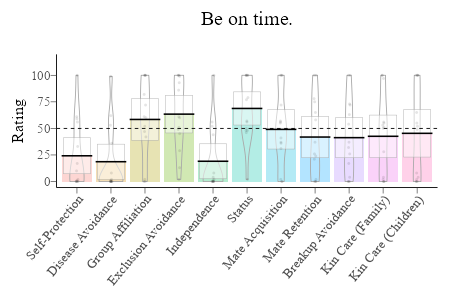 Be on time.
Rating
100
75
50
25
0
Self-Protection
Disease Avoidance
Group Affiliation
Exclusion Avoidance
Independence
Status
Mate Acquisition
Mate Retention
Breakup Avoidance
Kin Care (Family)
Kin Care (Children)